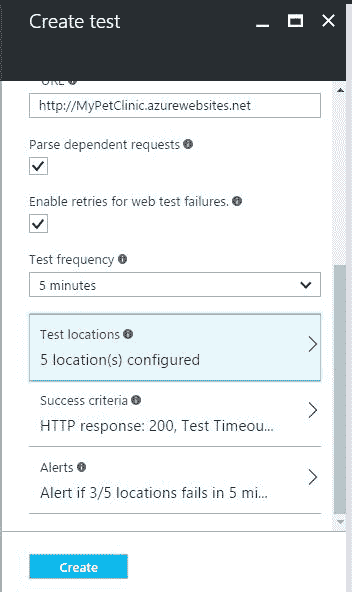 Create test
URL
http://MyPetClinic.azurewebsites.net
Parse dependent requests
Enable retries for web test failures.
Test frequency
5 minutes
Test locations
5 location(s) configured
Success criteria
HTTP response: 200, Test Timeou...
Alerts
Alert if 3/5 locations fails in 5 mi...
Create